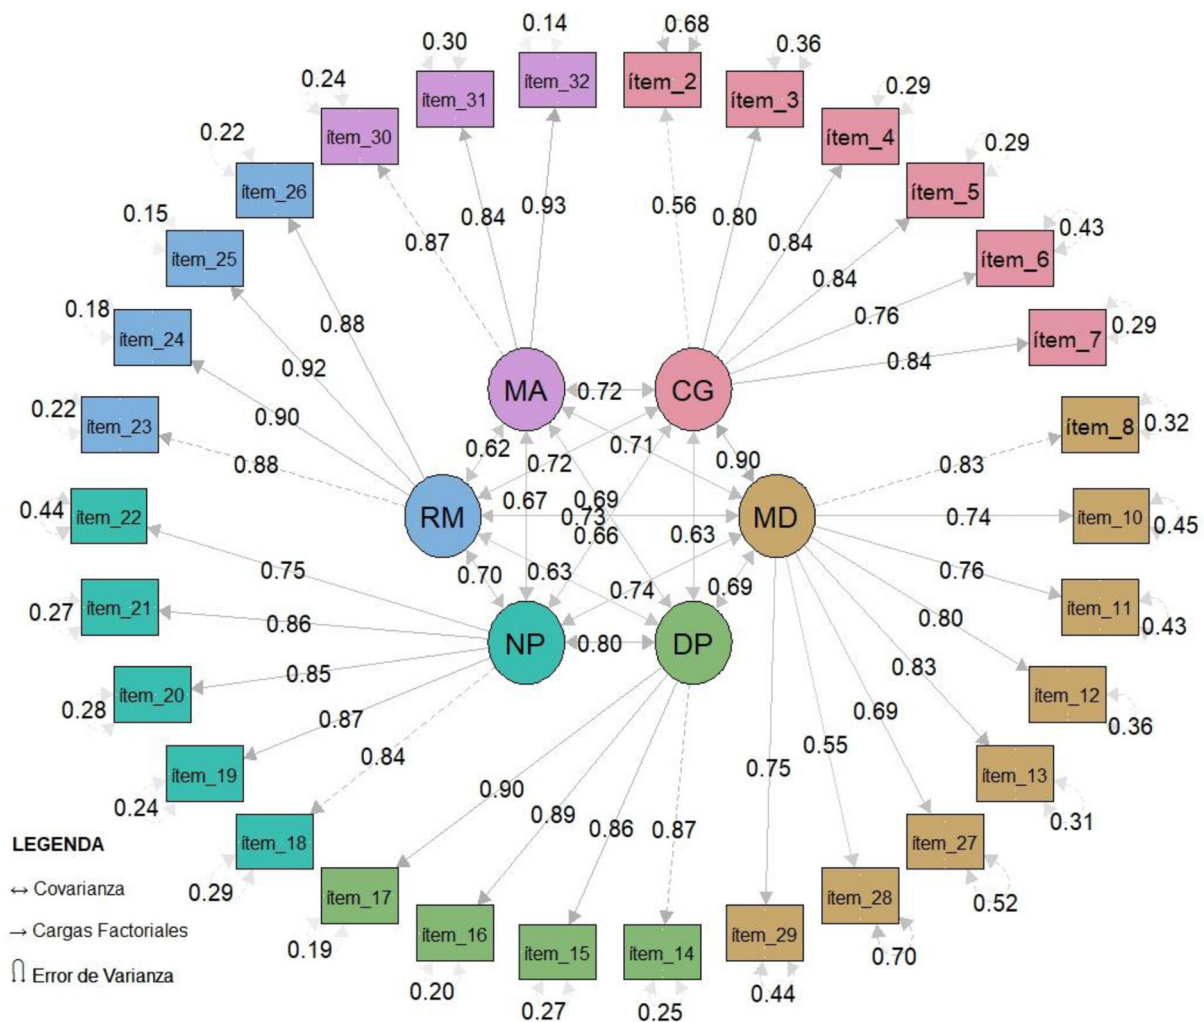 0.14
0.68
0.30
0.36
ítem_32
ítem_2
0.24
ítem_31
ítem_3
0.29
ítem_30
ítem_4
0.22
0.29
ítem_26
ítem_5
0.15
0.84
0.93
0.56
0.80
0.43
ítem_25
0.87
0.84
ítem_6
0.18
0.84
0.29
ítem_24
0.88
0.76
ítem_7
0.92
0.84
MA
0.72
CG
0.22
0.90
0.32
ítem_23
ítem_8
0.88
0.62
0.72
0.71
0.90
0.83
ítem_22
0.44
RM
0.67
0.69
0.73
0.66
0.63
MD
0.74
ítem_10
0.45
0.75
0.70
0.63
0.74
0.69
0.76
ítem_21
0.27
0.86
ítem_11
0.43
NP
0.80
DP
0.80
0.85
0.83
ítem_20
0.28
ítem_12
0.36
0.87
0.69
0.84
0.55
0.75
ítem_19
0.24
0.90
0.89
0.86
0.87
ítem_13
0.31
ítem_18
0.29
ítem_27
0.52
ítem_17
0.19
ítem_28
0.70
ítem_16
0.20
ítem_15
0.27
ítem_14
0.25
ítem_29
0.44
LEGENDA
↔ Covarianza
→ Cargas Factoriales
Error de Varianza